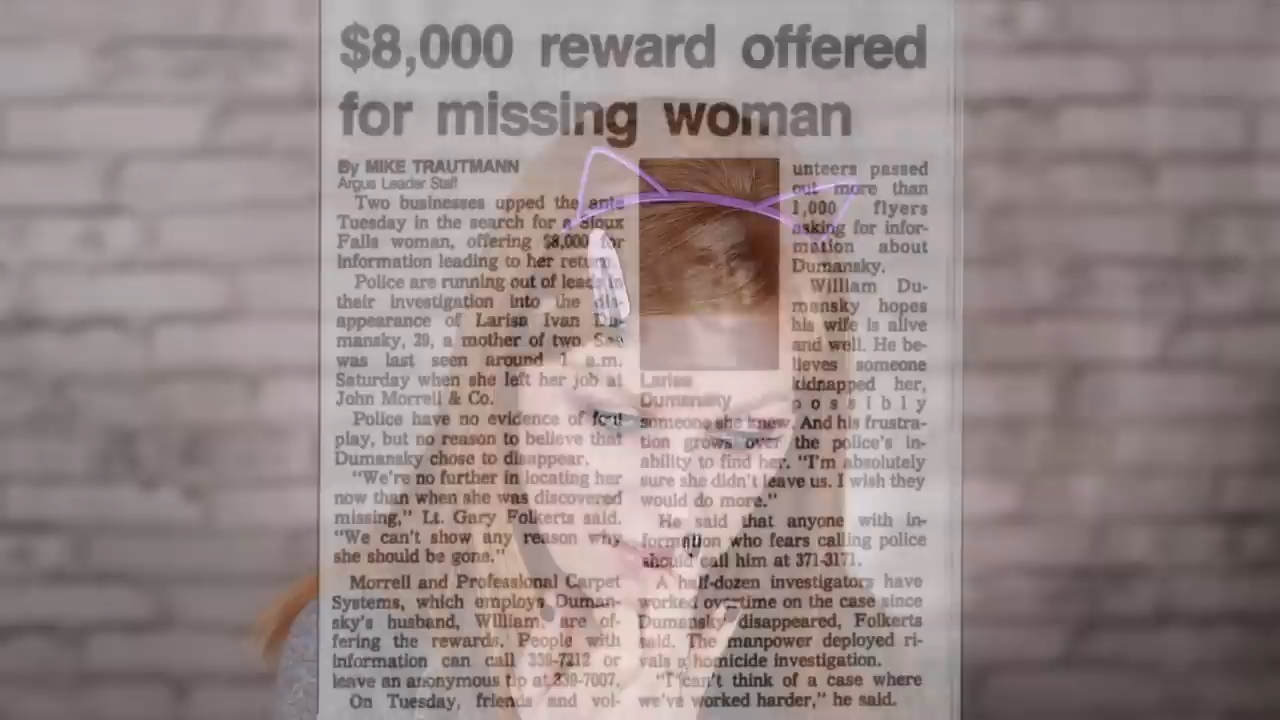 $8,000 reward offered
for missing woman
By MIKE TRAUTMANN
Argus Leader Staff
Two businesses upped the ante
Tuesday in the search for a Sioux
Falls woman, offering $8,000 for
information leading to her return.
Police are running out of leads in
their investigation into the dis-
appearance of Larisa Ivan Du-
mansky, 29, a mother of two. She
was last seen around 1 a.m.
Saturday when she left her job at
John Morrell & Co.
Police have no evidence of foul
play, but no reason to believe that
Dumansky chose to disappear.
"We're no further in locating her
now than when she was discovered
missing," Lt. Gary Folkerts said.
"We can't show any reason why
she should be gone."
Morrell and Professional Carpet
Systems, which employs Duman-
sky's husband, William, are of-
fering the rewards. People with
information can call 339-7212 or
leave an anonymous tip at 339-7007.
On Tuesday, friends and vol-
Larisa
Dumansky
unteers passed
out more than
1,000 flyers
asking for infor-
mation about
Dumansky.
William Du-
mansky hopes
his wife is alive
and well. He be-
lieves someone
kidnapped her,
possibly
someone she knew. And his frustra-
tion grows over the police's in-
ability to find her. "I'm absolutely
sure she didn't leave us. I wish they
would do more."
He said that anyone with in-
formation who fears calling police
should call him at 371-3171.
A half-dozen investigators have
worked overtime on the case since
Dumansky disappeared, Folkerts
said. The manpower deployed ri-
vals a homicide investigation.
"I can't think of a case where
we've worked harder," he said.